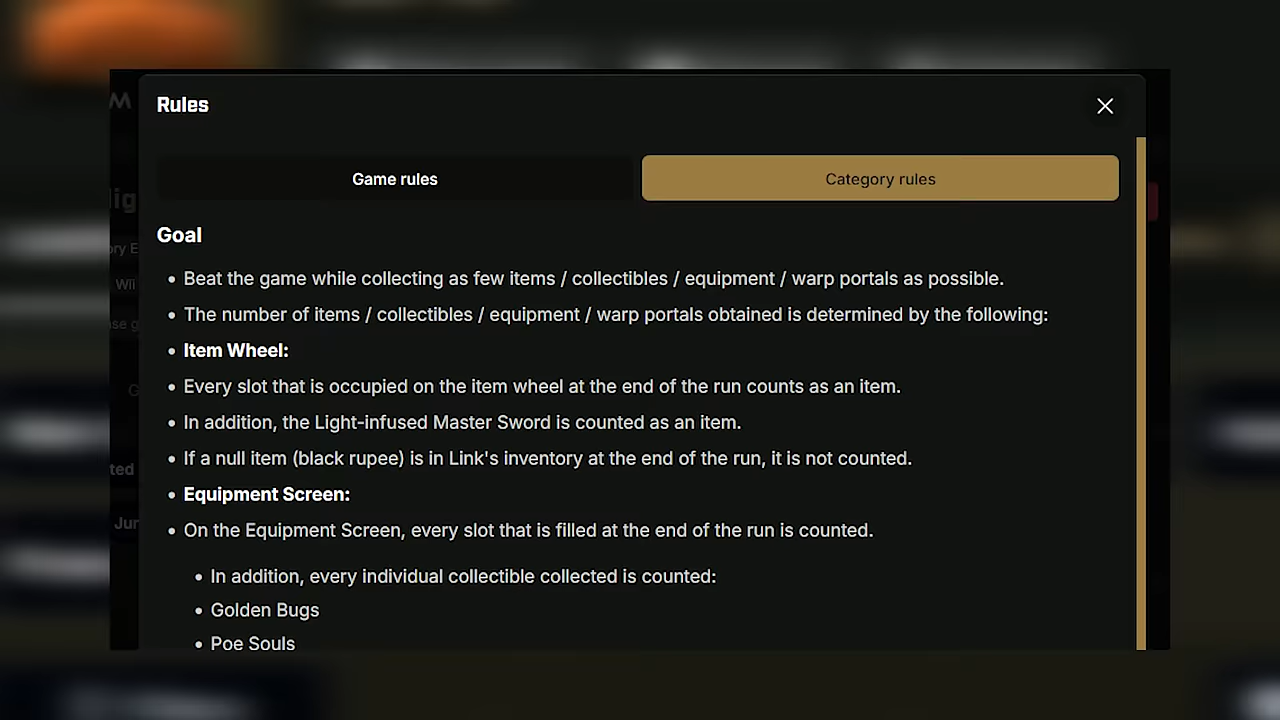 Rules
Game rules
Category rules
Goal
• Beat the game while collecting as few items / collectibles / equipment / warp portals as possible.
• The number of items / collectibles / equipment / warp portals obtained is determined by the following:
• Item Wheel:
• Every slot that is occupied on the item wheel at the end of the run counts as an item.
• In addition, the Light-infused Master Sword is counted as an item.
• If a null item (black rupee) is in Link's inventory at the end of the run, it is not counted.
• Equipment Screen:
• On the Equipment Screen, every slot that is filled at the end of the run is counted.
• In addition, every individual collectible collected is counted:
• Golden Bugs
• Poe Souls